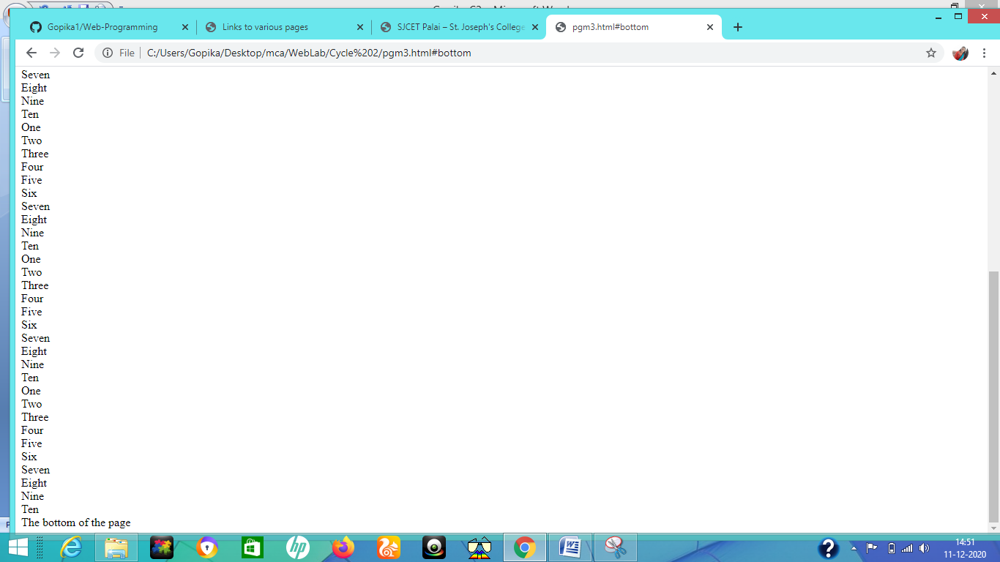 Gopika1/Web-Programming
Links to various pages
SJCET Palai – St. Joseph's College
pgm3.html#bottom
File
C:/Users/Gopika/Desktop/mca/WebLab/Cycle%202/pgm3.html#bottom
Seven
Eight
Nine
Ten
One
Two
Three
Four
Five
Six
Seven
Eight
Nine
Ten
One
Two
Three
Four
Five
Six
Seven
Eight
Nine
Ten
One
Two
Three
Four
Five
Six
Seven
Eight
Nine
Ten
The bottom of the page
hp
14:51
11-12-2020